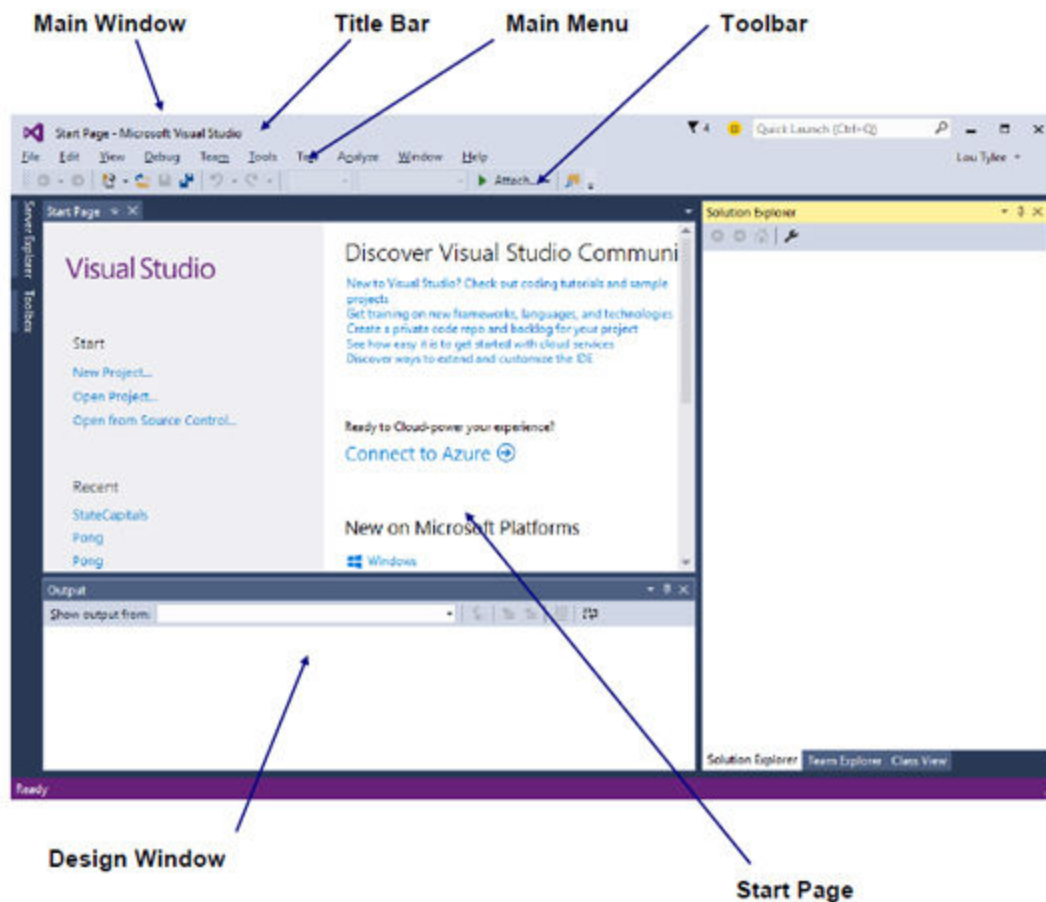 Main Window Title Bar Main Menu Toolbar
Start Page - Microsoft Visual Studio
4 Quick Launch (Ctrl+Q)
File Edit View Debug Team Tools Analyze Window Help
Lou Tylee
Attach...
Server Explorer
Toolbox
Start Page
Visual Studio
Start
New Project...
Open Project...
Open from Source Control...
Recent
StateCapitals
Pong
Pong
Discover Visual Studio Communi
New to Visual Studio? Check out coding tutorials and sample
projects
Get training on new frameworks, languages, and technologies
Create a private code repo and backlog for your project
See how easy it is to get started with cloud services
Discover ways to extend and customize the IDE
Ready to Cloud-power your experience?
Connect to Azure
New on Microsoft Platforms
Windows
Output
Show output from:
Solution Explorer
Solution Explorer Team Explorer Class View
Ready
Design Window
Start Page